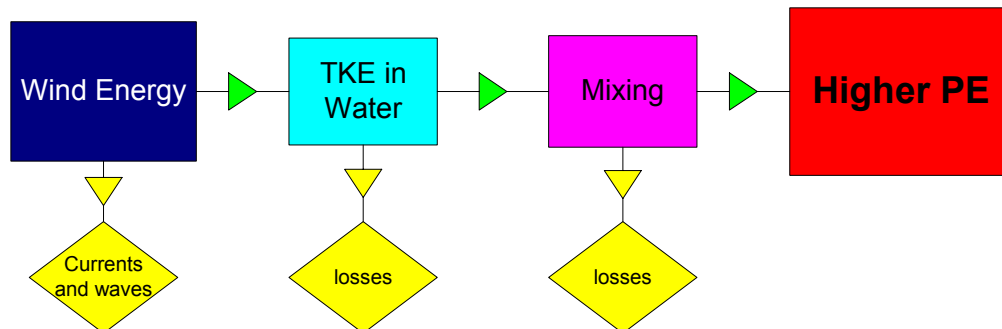 Wind Energy
TKE in
Water
Mixing
Higher PE
Currents
and waves
losses
losses